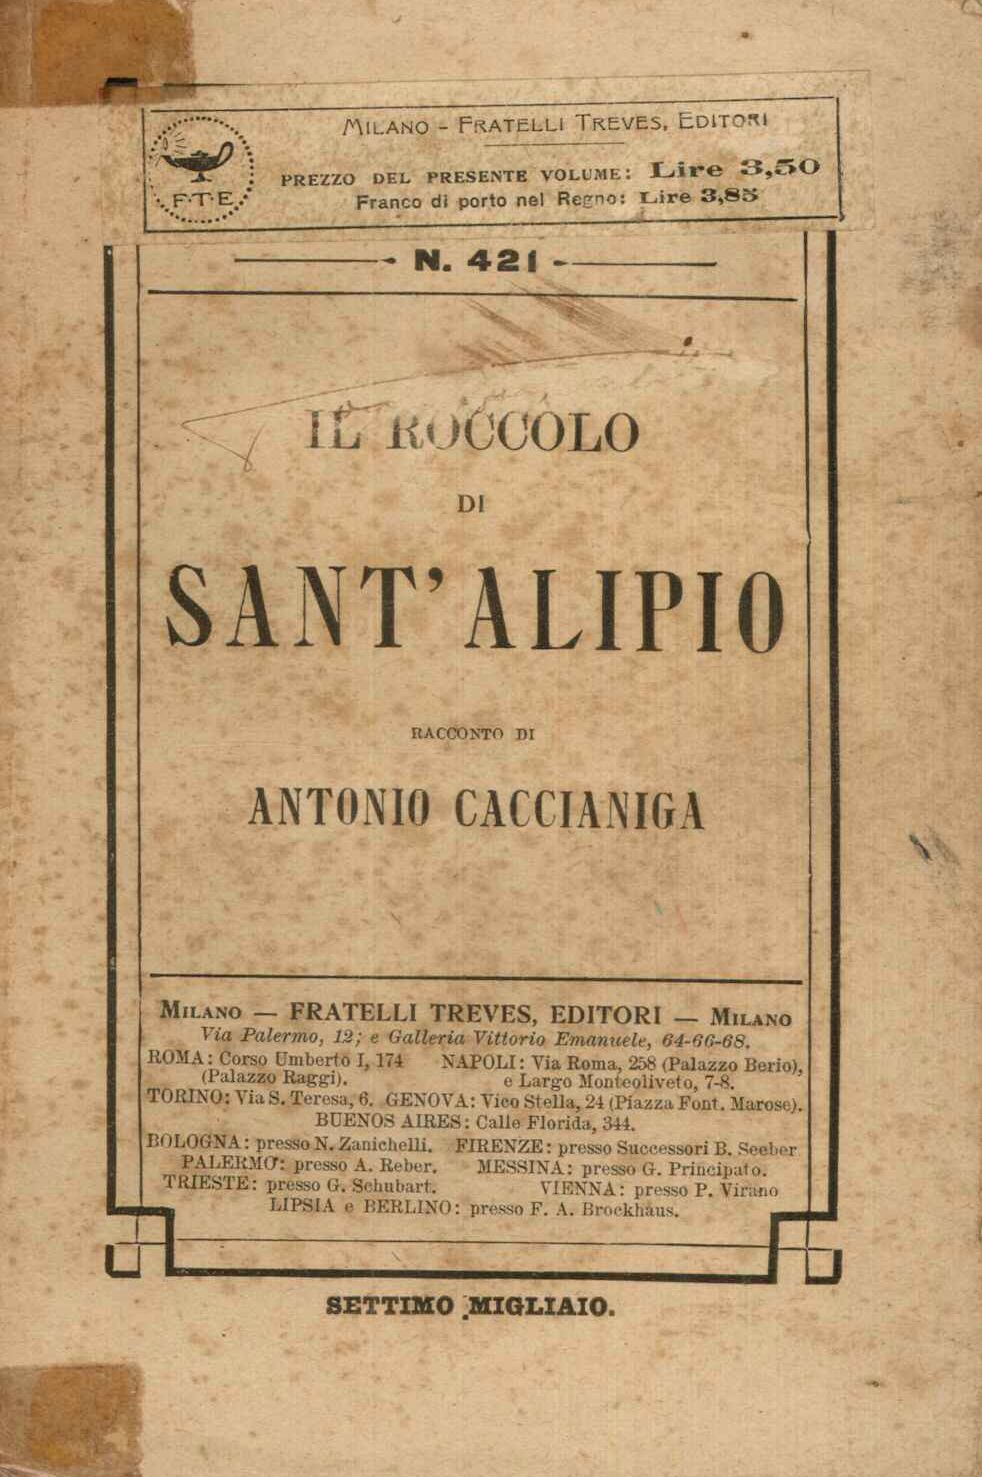 MILANO - FRATELLI TREVES, EDITORI
PREZZO DEL PRESENTE VOLUME: Lire 3,50
Franco di porto nel Regno: Lire 3,85
F·T·E
N. 421
IL ROCCOLO
DI
SANT'ALIPIO
RACCONTO DI
ANTONIO CACCIANIGA
MILANO — FRATELLI TREVES, EDITORI — MILANO
Via Palermo, 12; e Galleria Vittorio Emanuele, 64-66-68.
ROMA: Corso Umberto I, 174 NAPOLI: Via Roma, 258 (Palazzo Berio),
(Palazzo Raggi). e Largo Monteoliveto, 7-8.
TORINO: Via S. Teresa, 6. GENOVA: Vico Stella, 24 (Piazza Font. Marose).
BUENOS AIRES: Calle Florida, 344.
BOLOGNA: presso N. Zanichelli. FIRENZE: presso Successori B. Seeber
PALERMO: presso A. Reber. MESSINA: presso G. Principato.
TRIESTE: presso G. Schubart. VIENNA: presso P. Virano
LIPSIA e BERLINO: presso F. A. Brockhaus.
SETTIMO MIGLIAIO.